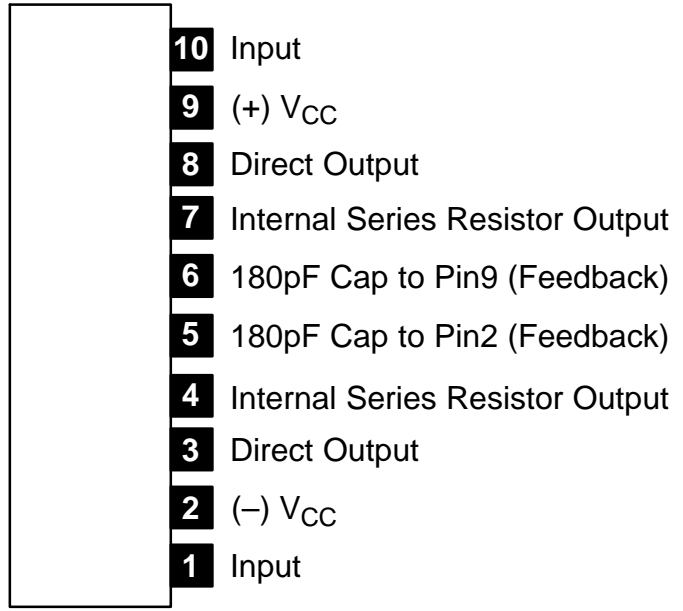 10 Input
9 (+) VCC
8 Direct Output
7 Internal Series Resistor Output
6 180pF Cap to Pin9 (Feedback)
5 180pF Cap to Pin2 (Feedback)
4 Internal Series Resistor Output
3 Direct Output
2 (–) VCC
1 Input